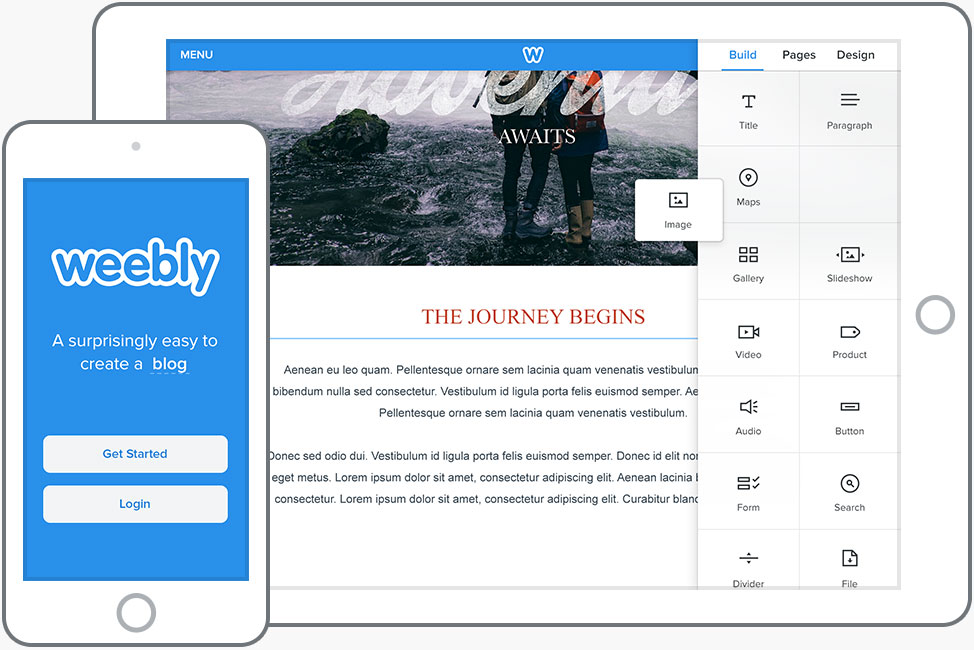 MENU
Build Pages Design
Adventure
AWAITS
Title
Paragraph
Maps
Image
Gallery
Slideshow
Video
Product
Audio
Button
Form
Search
Divider
File
THE JOURNEY BEGINS
Aenean eu leo quam. Pellentesque ornare sem lacinia quam venenatis vestibulum
bibendum nulla sed consectetur. Vestibulum id ligula porta felis euismod semper. Ae
Pellentesque ornare sem lacinia quam venenatis vestibulum.
Donec sed odio dui. Vestibulum id ligula porta felis euismod semper. Donec id elit nor
eget metus. Lorem ipsum dolor sit amet, consectetur adipiscing elit. Aenean lacinia b
consectetur. Lorem ipsum dolor sit amet, consectetur adipiscing elit. Curabitur blanc
weebly
A surprisingly easy to
create a blog
Get Started
Login